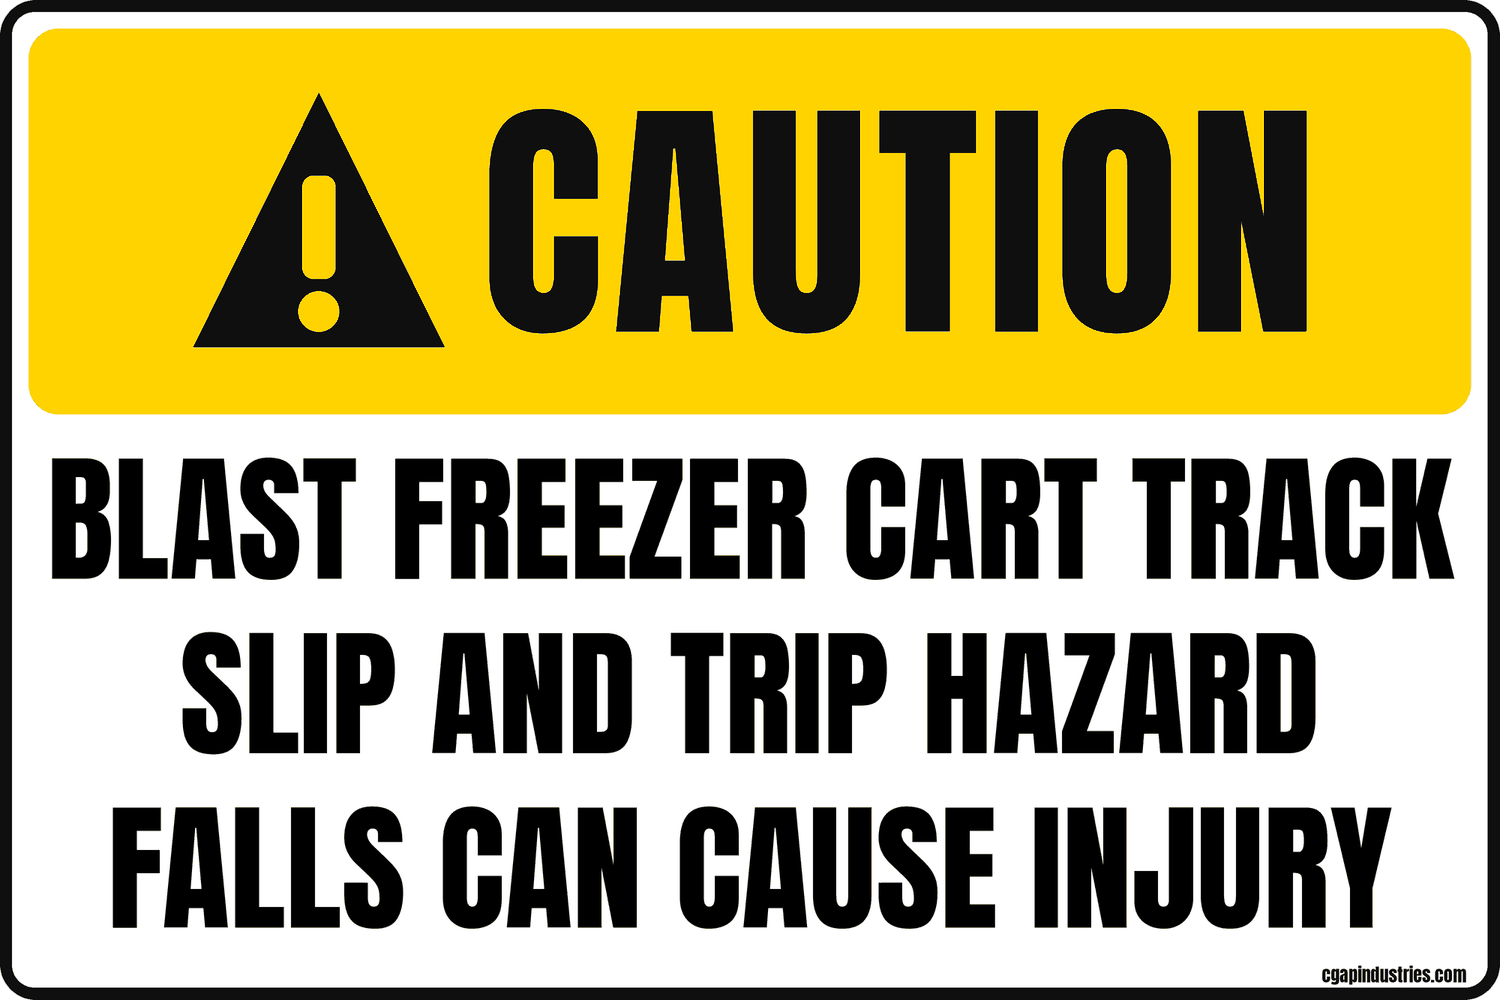 CAUTION
BLAST FREEZER CART TRACK
SLIP AND TRIP HAZARD
FALLS CAN CAUSE INJURY
cgapindustries.com